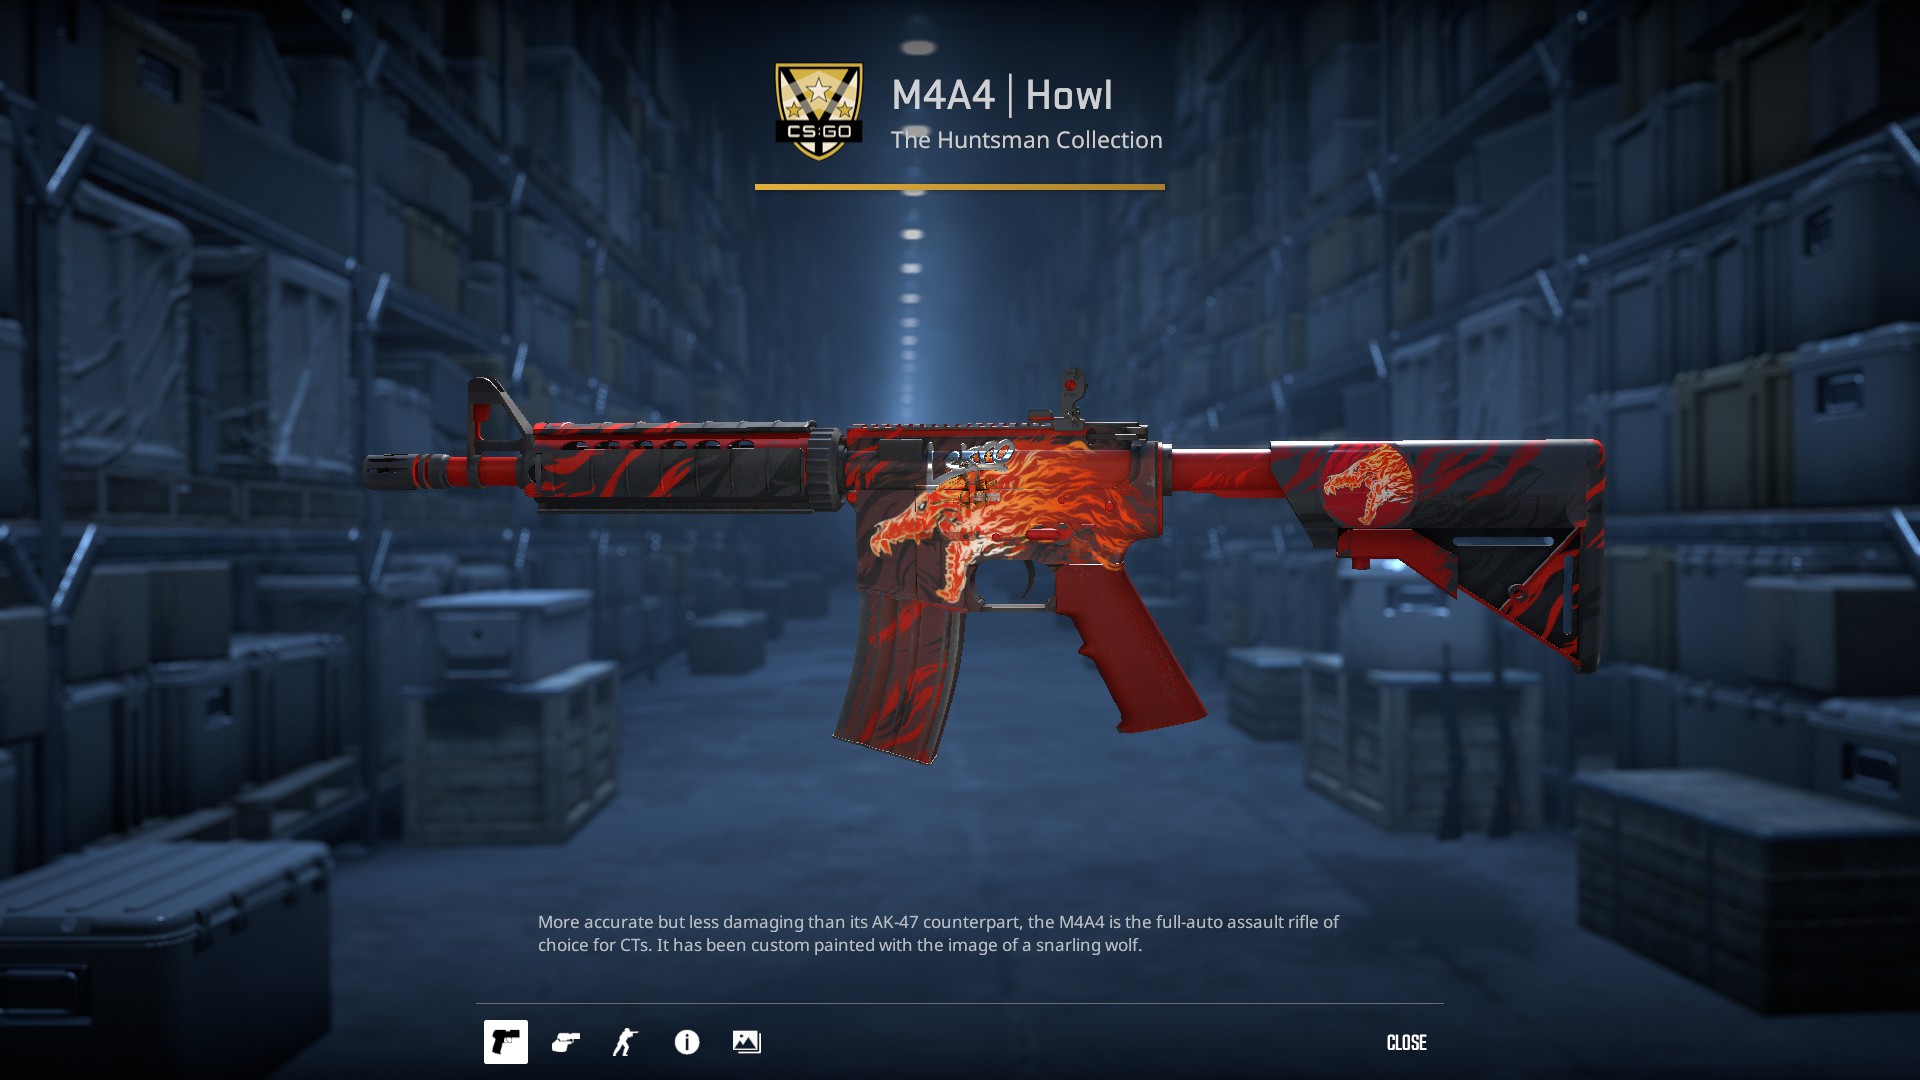 CS:GO
M4A4 | Howl
The Huntsman Collection
More accurate but less damaging than its AK-47 counterpart, the M4A4 is the full-auto assault rifle of
choice for CTs. It has been custom painted with the image of a snarling wolf.
CLOSE